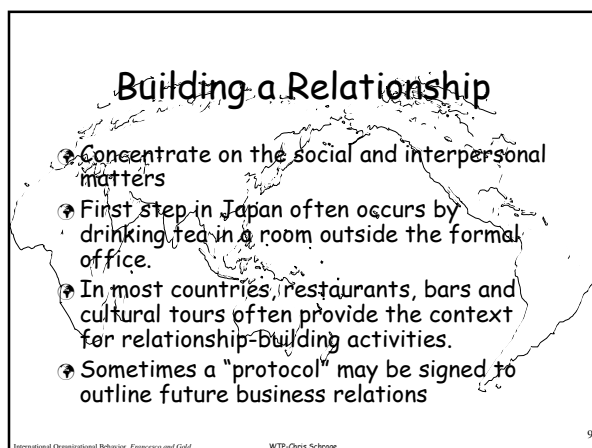 Building a Relationship
Concentrate on the social and interpersonal
matters
First step in Japan often occurs by
drinking tea in a room outside the formal
office.
In most countries, restaurants, bars and
cultural tours often provide the context
for relationship-building activities.
Sometimes a “protocol” may be signed to
outline future business relations
International Organizational Behavior, Francesco and Gold
WTP-Chris Schrage
9